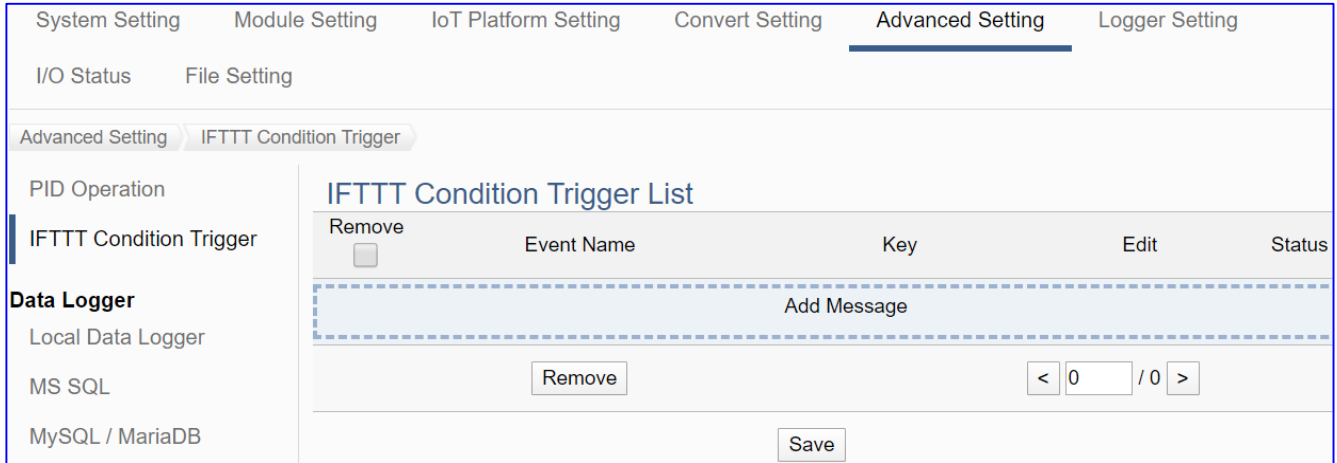 System Setting Module Setting IoT Platform Setting Convert Setting Advanced Setting Logger Setting
I/O Status File Setting
Advanced Setting IFTTT Condition Trigger
PID Operation
IFTTT Condition Trigger
Data Logger
Local Data Logger
MS SQL
MySQL / MariaDB
IFTTT Condition Trigger List
Remove Event Name Key Edit Status
Add Message
Remove < 0 / 0 >
Save